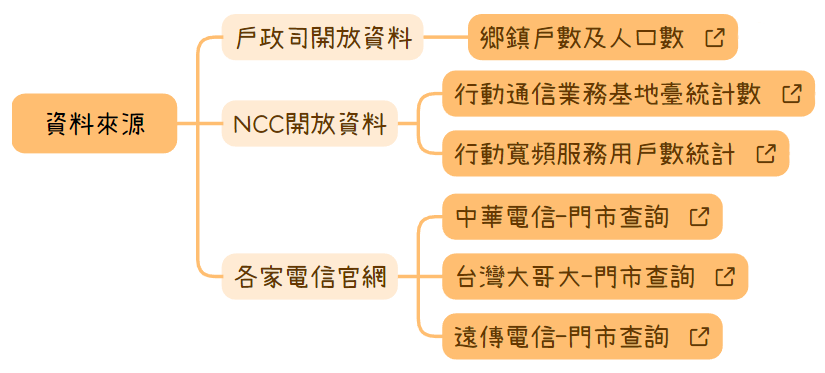 資料來源
戶政司開放資料
鄉鎮戶數及人口數
NCC開放資料
行動通信業務基地臺統計數
行動寬頻服務用戶數統計
各家電信官網
中華電信-門市查詢
台灣大哥大-門市查詢
遠傳電信-門市查詢